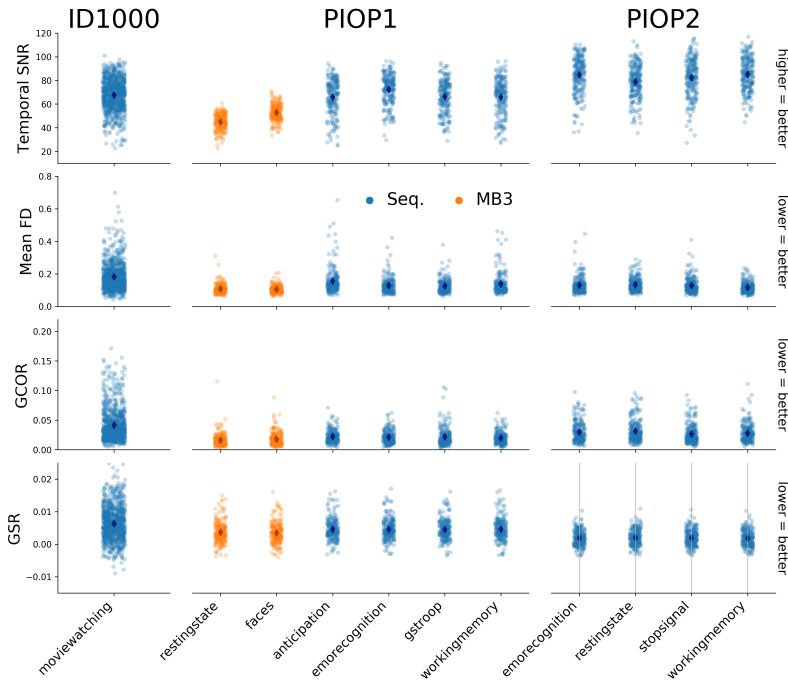 ID1000 PIOP1 PIOP2
Temporal SNR
120
100
80
60
40
20
higher = better
Mean FD
0.8
0.6
0.4
0.2
0.0
Seq. MB3
lower = better
GCOR
0.20
0.15
0.10
0.05
0.00
lower = better
GSR
0.02
0.01
0.00
−0.01
lower = better
moviewatching
restingstate
faces
anticipation
emorecognition
gstroop
workingmemory
emorecognition
restingstate
stopsignal
workingmemory